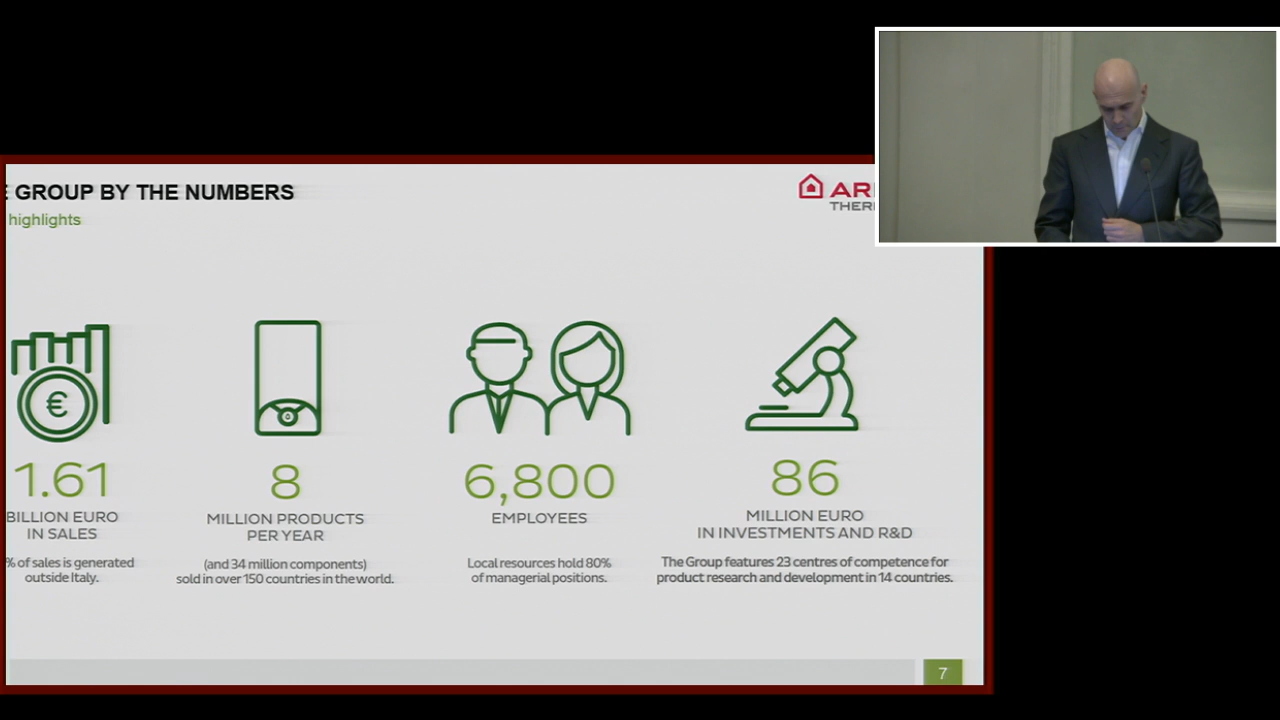 GROUP BY THE NUMBERS
highlights
AR
THER
€
1.61
BILLION EURO
IN SALES
% of sales is generated
outside Italy.
8
MILLION PRODUCTS
PER YEAR
(and 34 million components)
sold in over 150 countries in the world.
6,800
EMPLOYEES
Local resources hold 80%
of managerial positions.
86
MILLION EURO
IN INVESTMENTS AND R&D
The Group features 23 centres of competence for
product research and development in 14 countries.
7